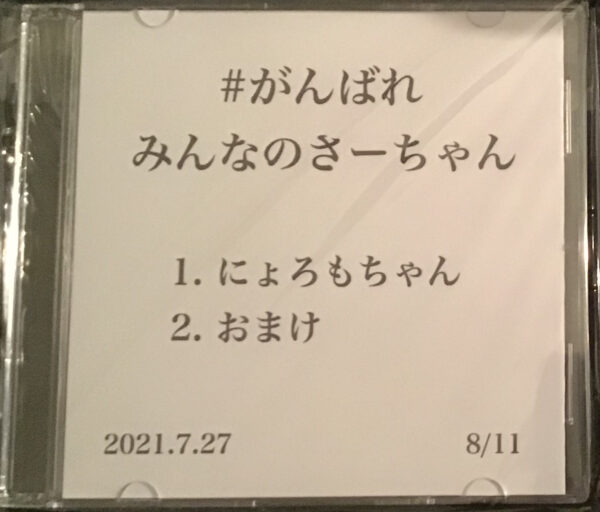 #がんばれ
みんなのさーちゃん
1. にょろもちゃん
2. おまけ
2021.7.27
8/11